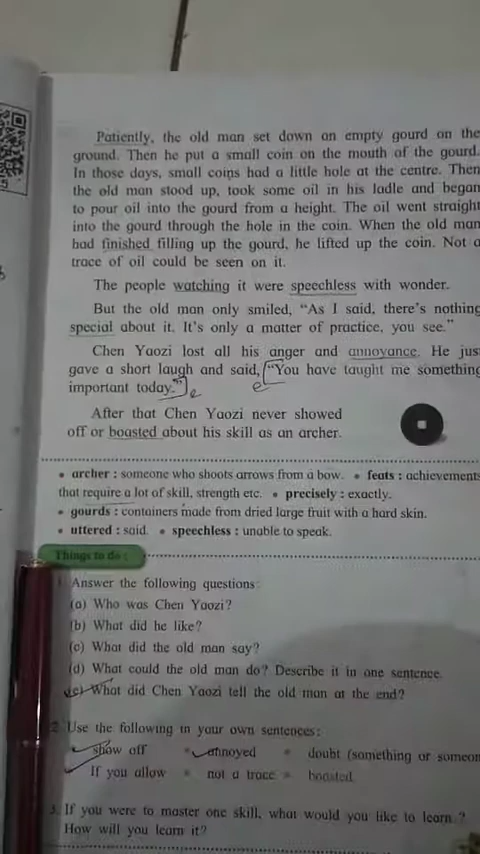 Patiently, the old man set down an empty gourd on the
ground. Then he put a small coin on the mouth of the gourd.
In those days, small coins had a little hole at the centre. Then
the old man stood up, took some oil in his ladle and began
to pour oil into the gourd from a height. The oil went straight
into the gourd through the hole in the coin. When the old man
had finished filling up the gourd, he lifted up the coin. Not a
trace of oil could be seen on it.
The people watching it were speechless with wonder.
But the old man only smiled, “As I said, there's nothing
special about it. It's only a matter of practice, you see.”
Chen Yaozi lost all his anger and annoyance. He jus
gave a short laugh and said, “You have taught me something
important today.”
e e
After that Chen Yaozi never showed
off or boasted about his skill as an archer.
• archer : someone who shoots arrows from a bow. • feats : achievements
that require a lot of skill, strength etc. • precisely : exactly.
• gourds : containers made from dried large fruit with a hard skin.
• uttered : said. • speechless : unable to speak.
Things to do :
1. Answer the following questions:
(a) Who was Chen Yaozi?
(b) What did he like?
(c) What did the old man say?
(d) What could the old man do? Describe it in one sentence.
(e) What did Chen Yaozi tell the old man at the end?
2. Use the following in your own sentences:
show off • annoyed • doubt (something or someon
If you allow • not a trace • boasted
3. If you were to master one skill, what would you like to learn ?
How will you learn it?